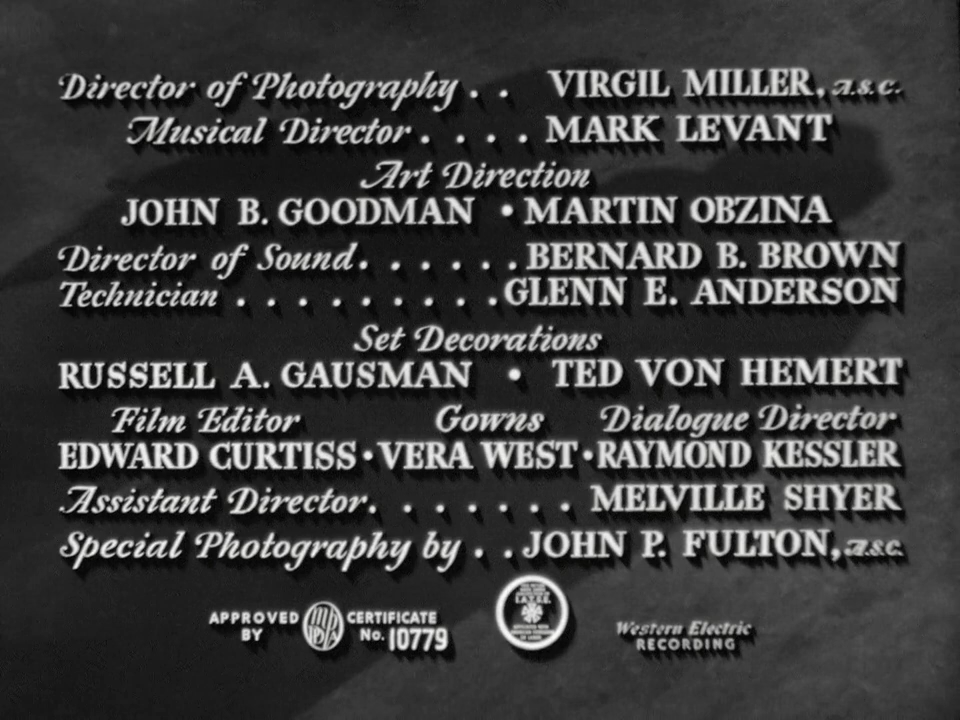 Director of Photography . . VIRGIL MILLER, A.S.C.
Musical Director . . . . MARK LEVANT
Art Direction
JOHN B. GOODMAN • MARTIN OBZINA
Director of Sound . . . . . . BERNARD B. BROWN
Technician . . . . . . . . . GLENN E. ANDERSON
Set Decorations
RUSSELL A. GAUSMAN • TED VON HEMERT
Film Editor Gowns Dialogue Director
EDWARD CURTISS • VERA WEST • RAYMOND KESSLER
Assistant Director . . . . . . MELVILLE SHYER
Special Photography by . . JOHN P. FULTON, A.S.C.
APPROVED BY MPPDA CERTIFICATE No. 10779
I.A.T.S.E.
Western Electric
RECORDING